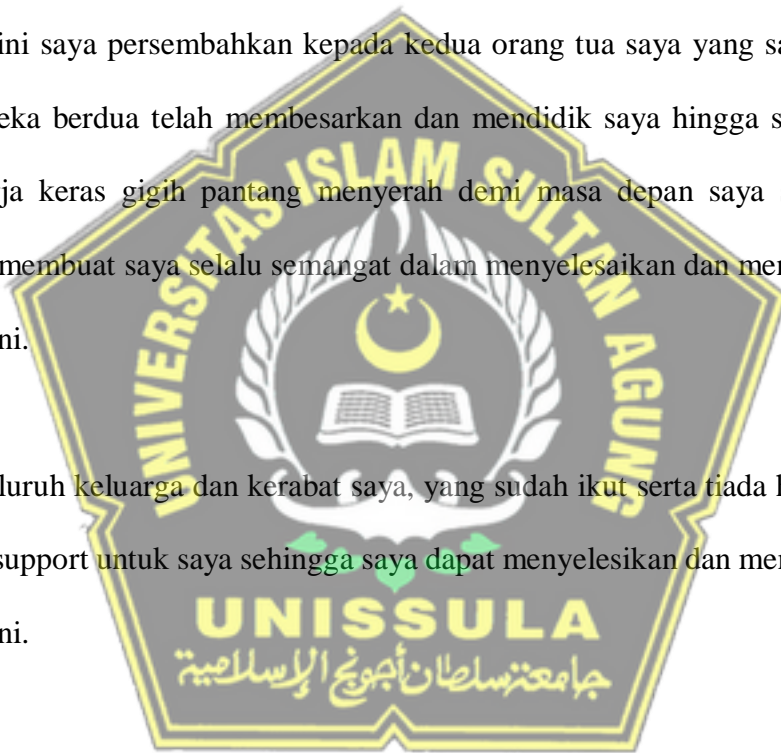 ini saya persembahkan kepada kedua orang tua saya yang sa
eka berdua telah membesarkan dan mendidik saya hingga s
ja keras gigih pantang menyerah demi masa depan saya
membuat saya selalu semangat dalam menyelesaikan dan mer
ni.
luruh keluarga dan kerabat saya, yang sudah ikut serta tiada h
support untuk saya sehingga saya dapat menyelesikan dan mer
ni.
UNIVERSITAS ISLAM SULTAN AGUNG
UNISSULA
جامعة سلطان أجونج الإسلامية